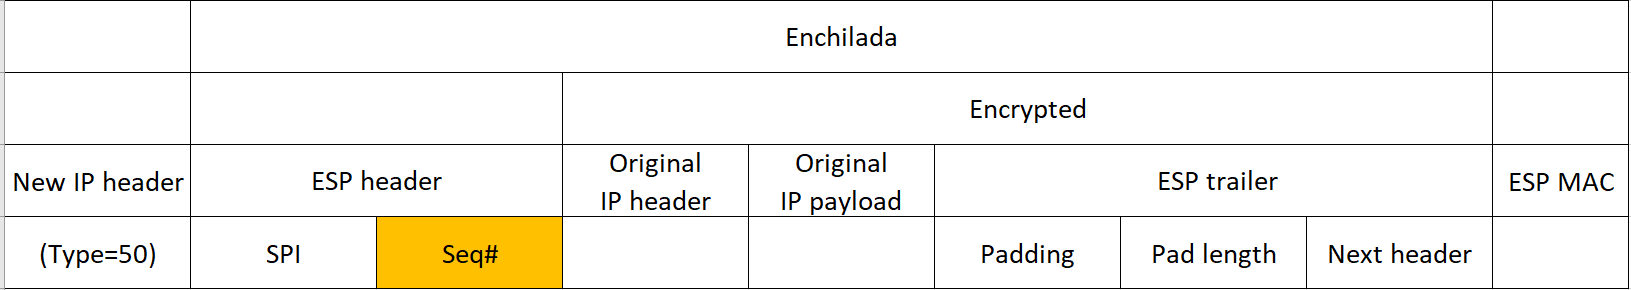 Enchilada
Encrypted
New IP header
ESP header
Original
IP header
Original
IP payload
ESP trailer
ESP MAC
(Type=50)
SPI
Seq#
Padding
Pad length
Next header